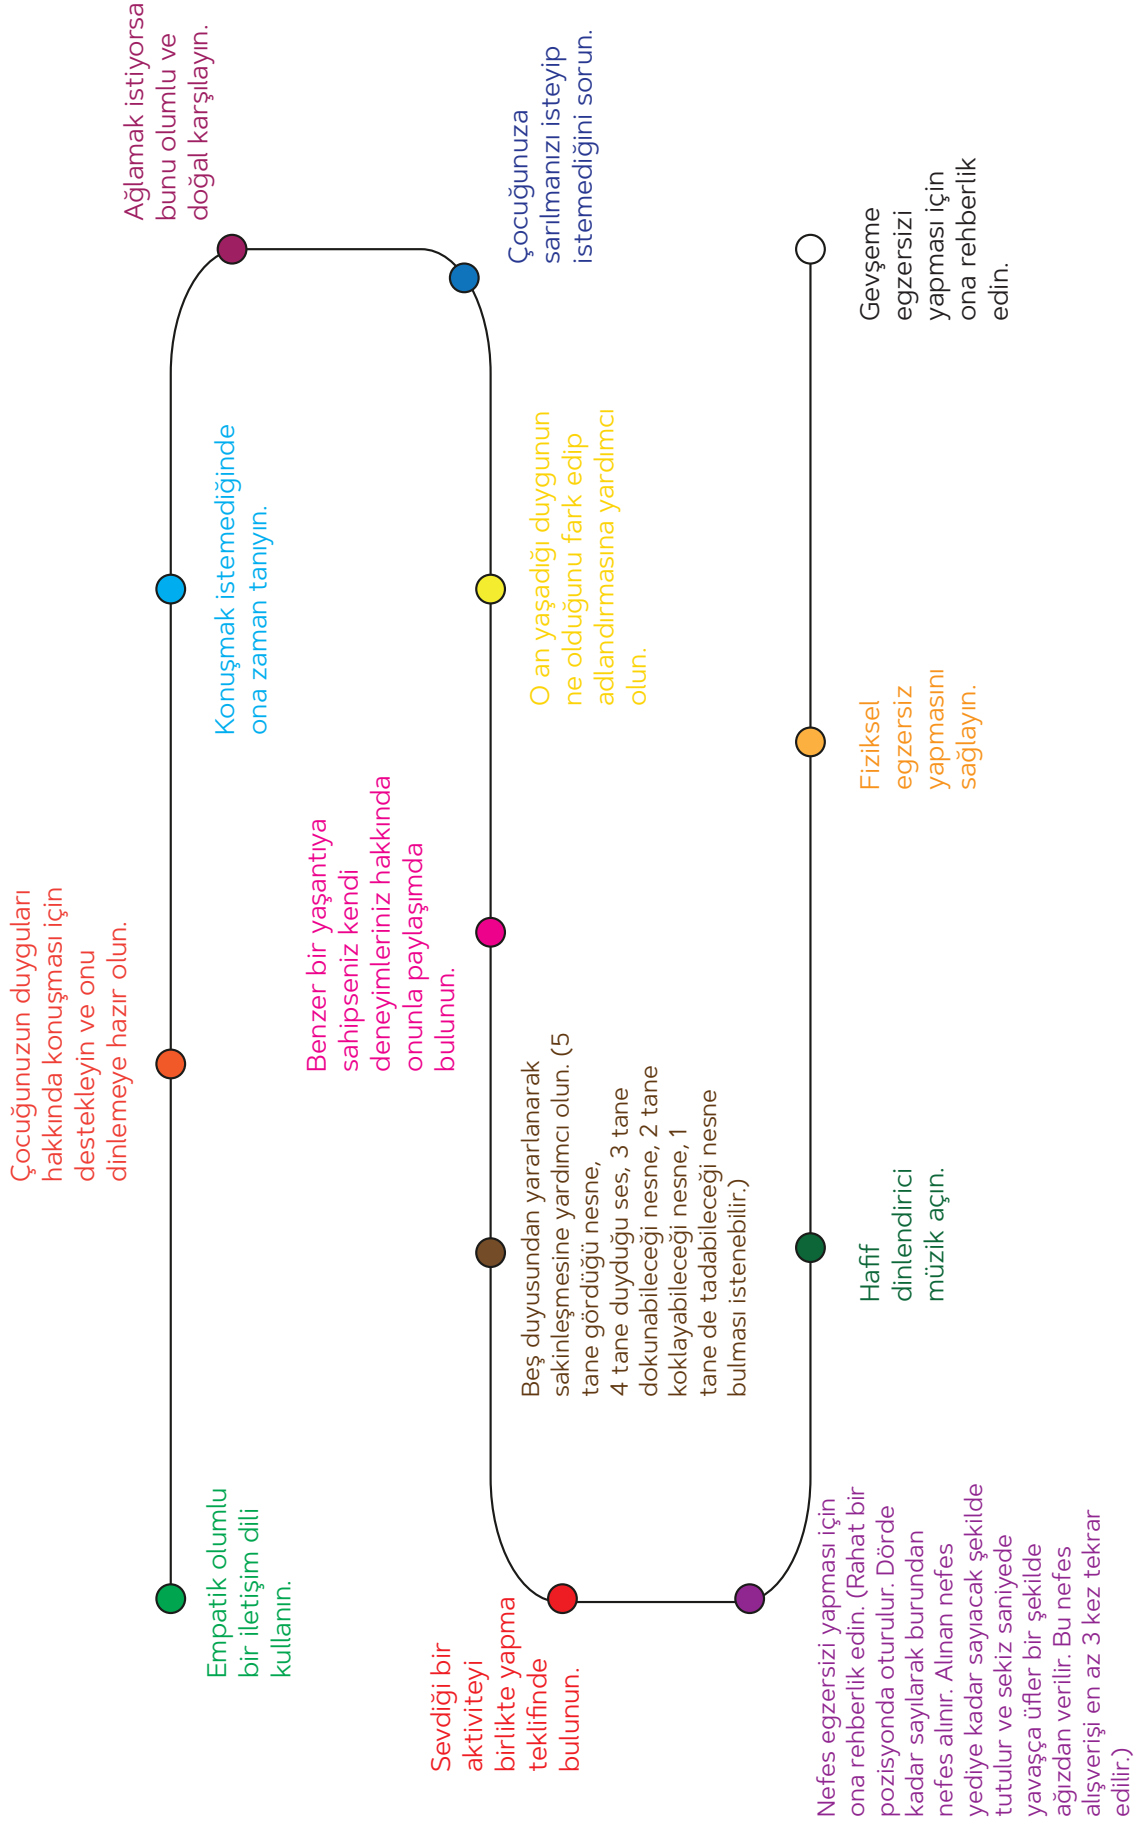 Empatik olumlu
bir iletişim dili
kullanın.
Çocuğunuzun duyguları
hakkında konuşması için
destekleyin ve onu
dinlemeye hazır olun.
Konuşmak istemediğinde
ona zaman tanıyın.
Ağlamak istiyorsa
bunu olumlu ve
doğal karşılayın.
Çocuğunuza
sarılmanızı isteyip
istemediğini sorun.
O an yaşadığı duygunun
ne olduğunu fark edip
adlandırmasına yardımcı
olun.
Benzer bir yaşantıya
sahipseniz kendi
deneyimleriniz hakkında
onunla paylaşımda
bulunun.
Beş duyusundan yararlanarak
sakinleşmesine yardımcı olun. (5
tane gördüğü nesne,
4 tane duyduğu ses, 3 tane
dokunabileceği nesne, 2 tane
koklayabileceği nesne, 1
tane de tadabileceği nesne
bulması istenebilir.)
Sevdiği bir
aktiviteyi
birlikte yapma
teklifinde
bulunun.
Nefes egzersizi yapması için
ona rehberlik edin. (Rahat bir
pozisyonda oturulur. Dörde
kadar sayılarak burundan
nefes alınır. Alınan nefes
yediye kadar sayılacak şekilde
tutulur ve sekiz saniyede
yavaşça üfler bir şekilde
ağızdan verilir. Bu nefes
alışverişi en az 3 kez tekrar
edilir.)
Hafif
dinlendirici
müzik açın.
Fiziksel
egzersiz
yapmasını
sağlayın.
Gevşeme
egzersizi
yapması için
ona rehberlik
edin.